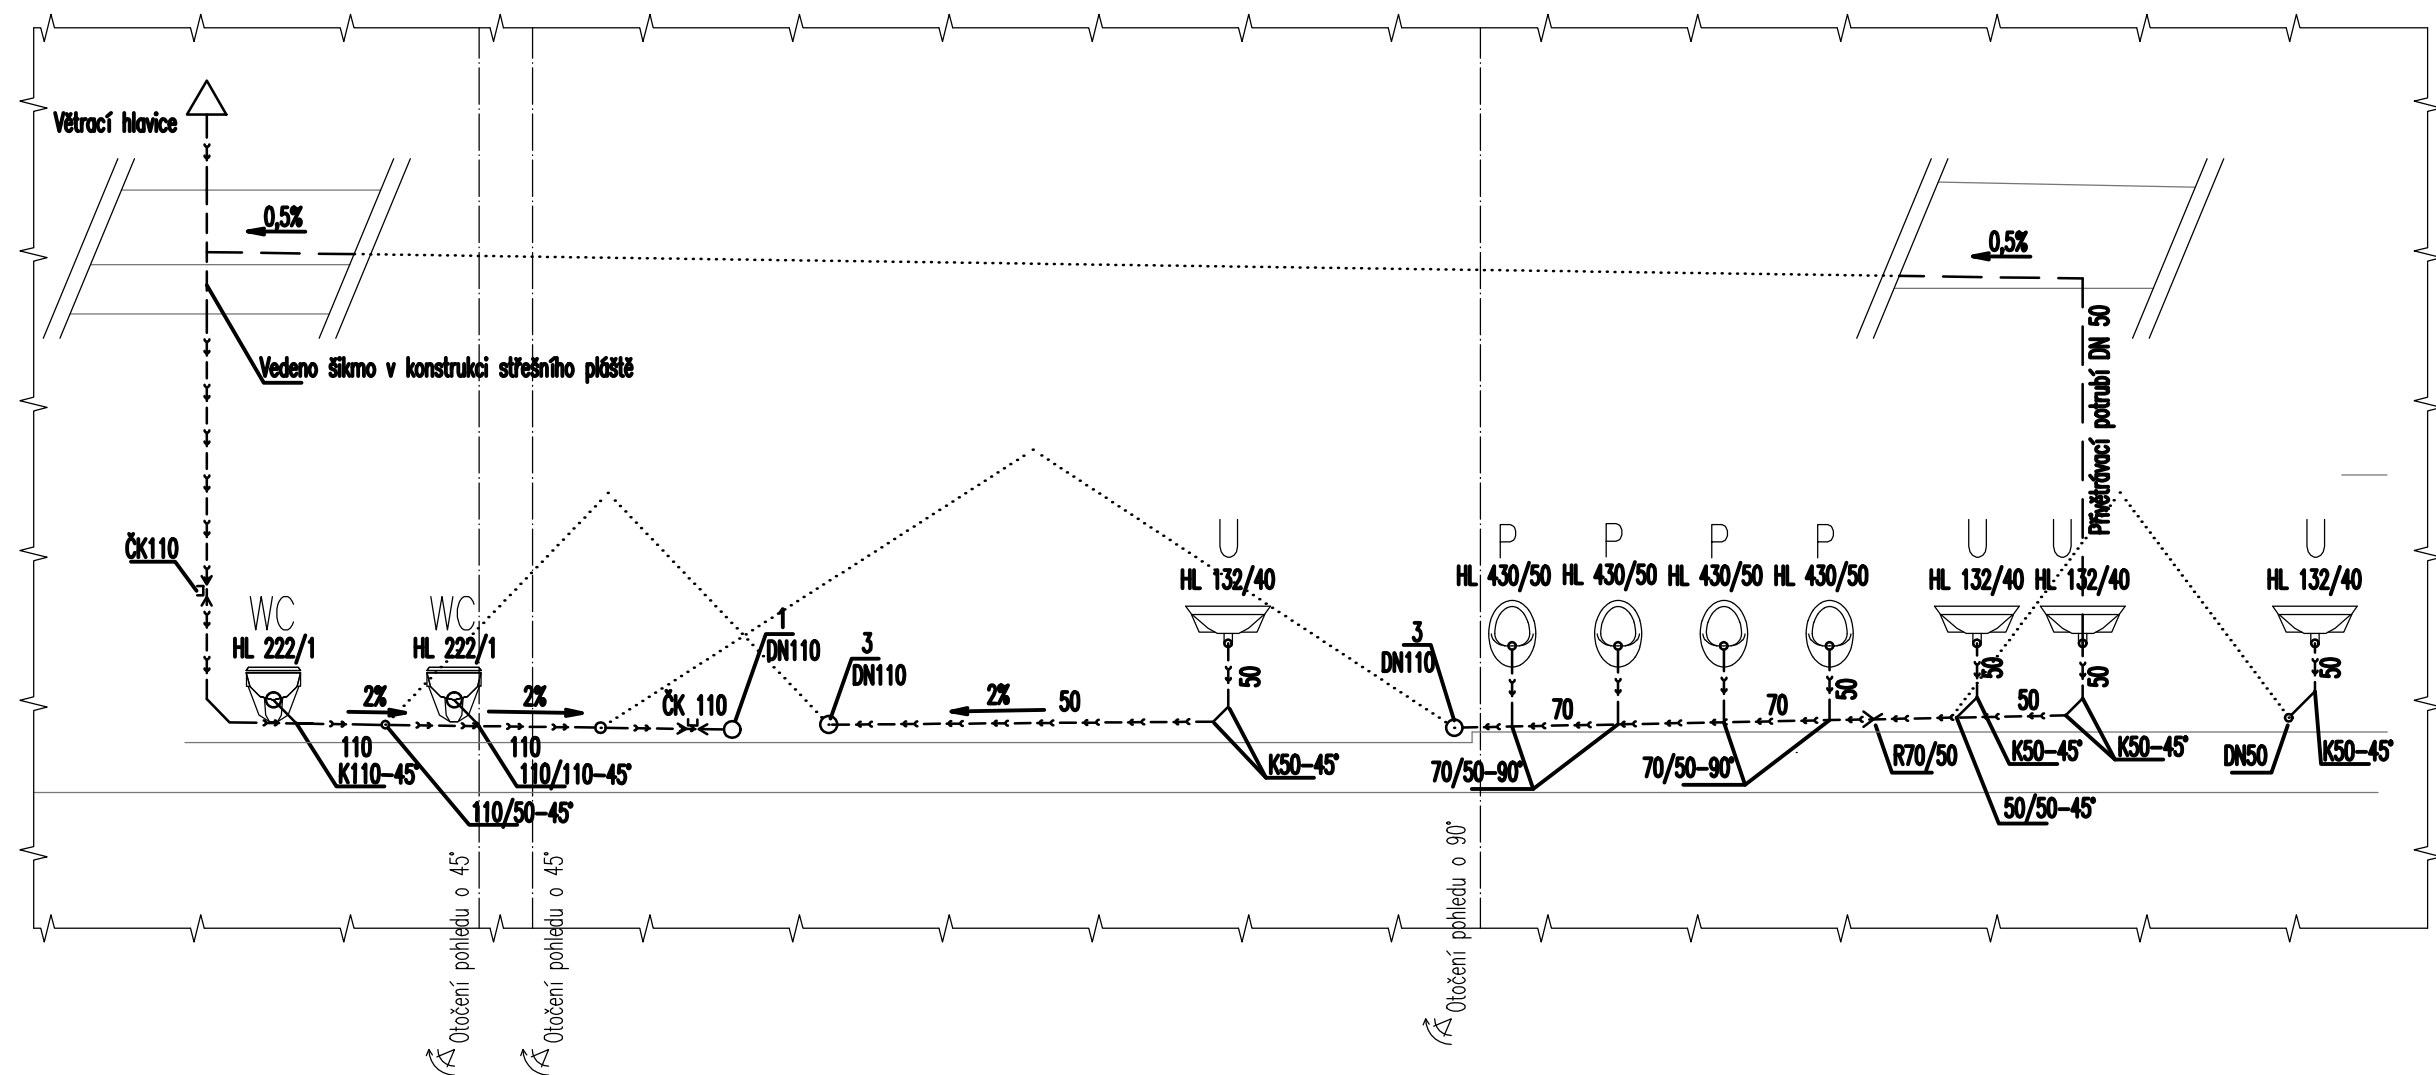 Větrací hlavice
0,5%
0,5%
Vedeno šikmo v konstrukci střešního pláště
Přivětrávací potrubí DN 50
ČK110
WC
HL 222/1
WC
HL 222/1
U
HL 132/40
P
HL 430/50
P
HL 430/50
P
HL 430/50
P
HL 430/50
U
HL 132/40
U
HL 132/40
U
HL 132/40
1
DN110
3
DN110
3
DN110
2%
2%
ČK 110
2%
50
50
70
70
50
50
50
50
50
110
110
K110-45°
110/110-45°
110/50-45°
K50-45°
70/50-90°
70/50-90°
R70/50
K50-45°
K50-45°
50/50-45°
DN50
K50-45°
Otočení pohledu o 45°
Otočení pohledu o 45°
Otočení pohledu o 90°